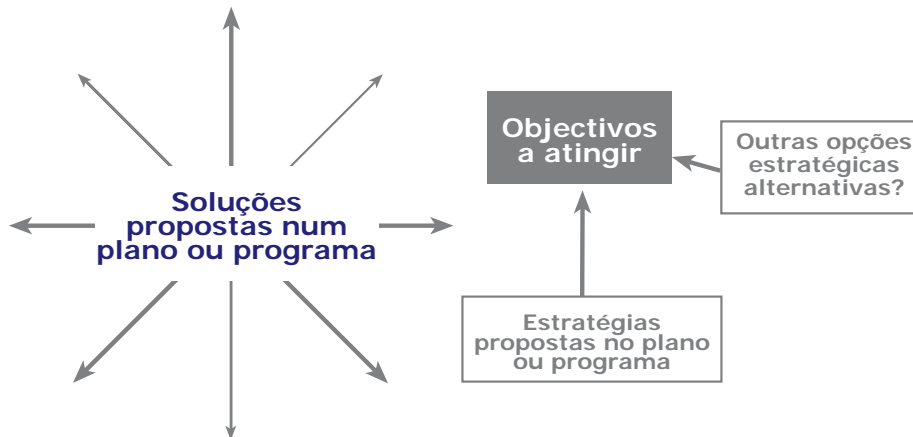 Soluções
propostas num
plano ou programa
Objectivos
a atingir
Outras opções
estratégicas
alternativas?
Estratégias
propostas no plano
ou programa